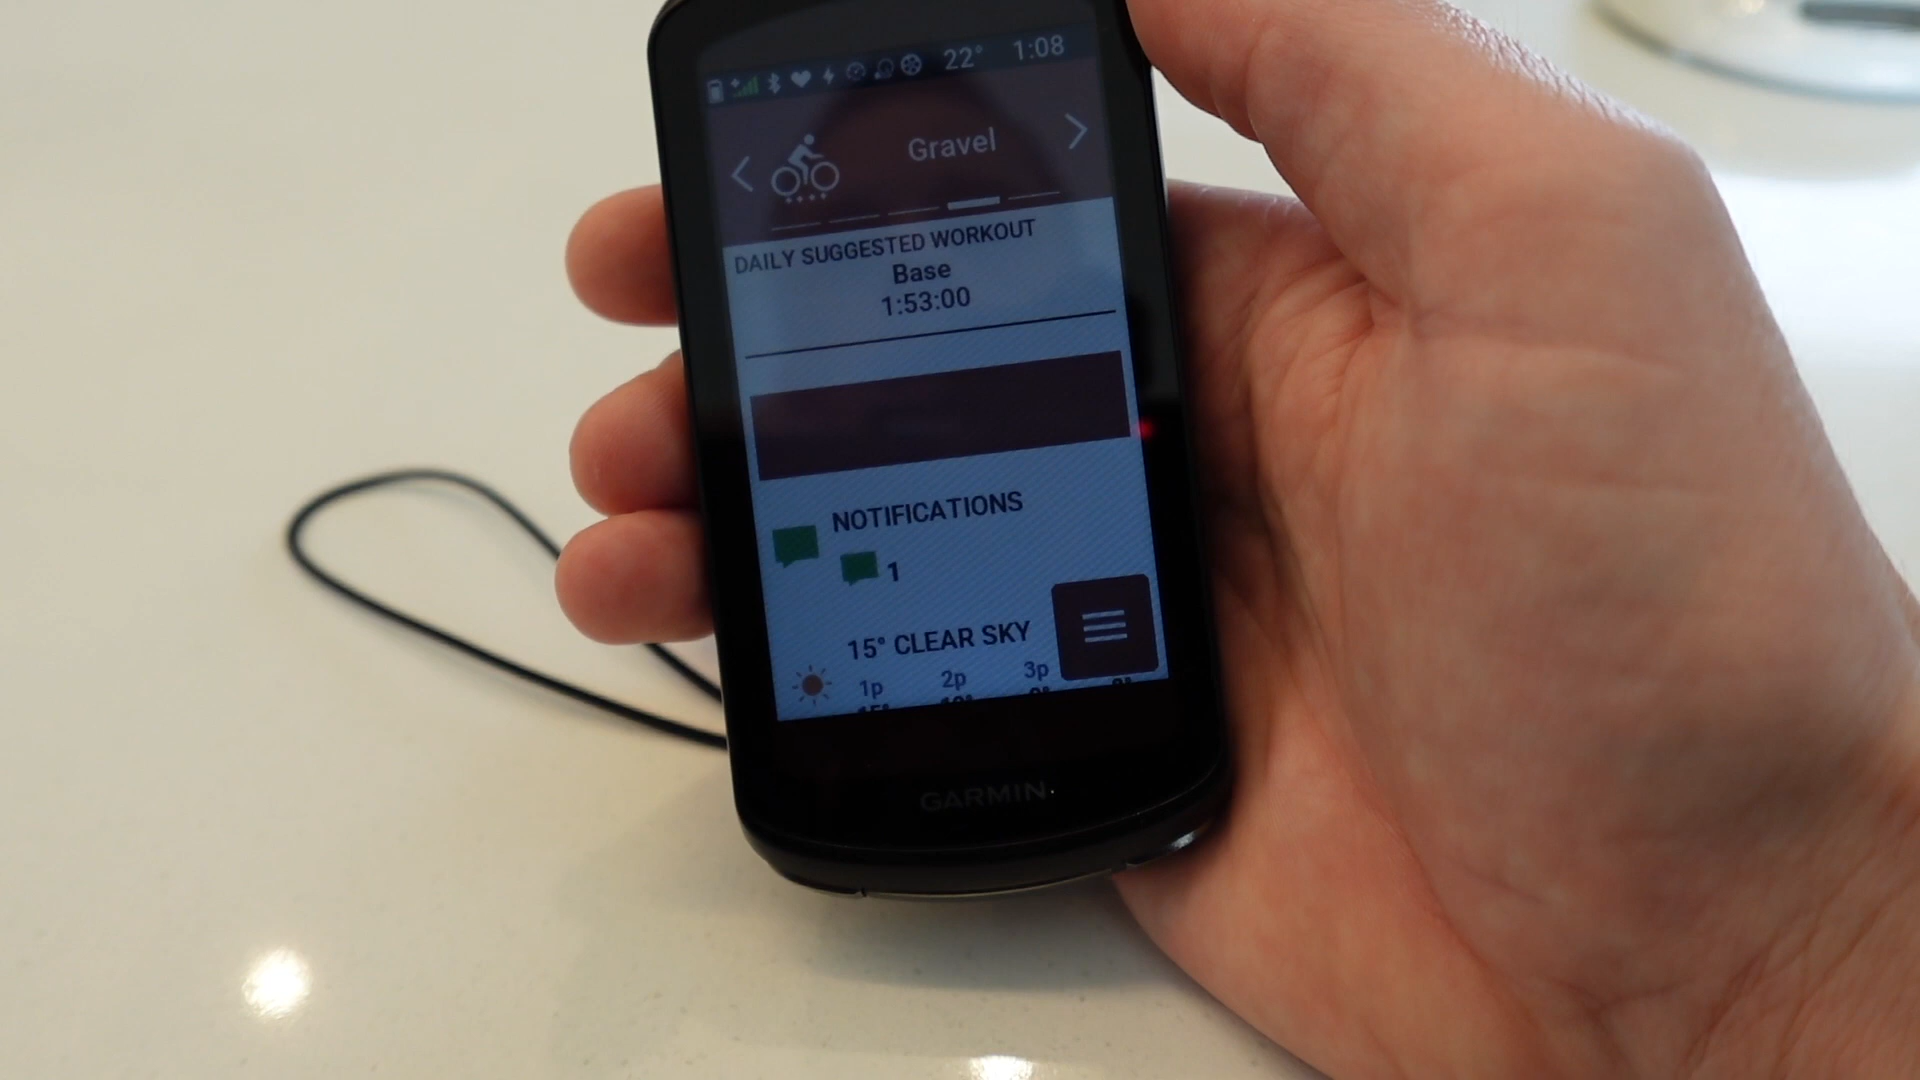 22° 1:08
Gravel
DAILY SUGGESTED WORKOUT
Base
1:53:00
NOTIFICATIONS
1
15° CLEAR SKY
1p 2p 3p
GARMIN